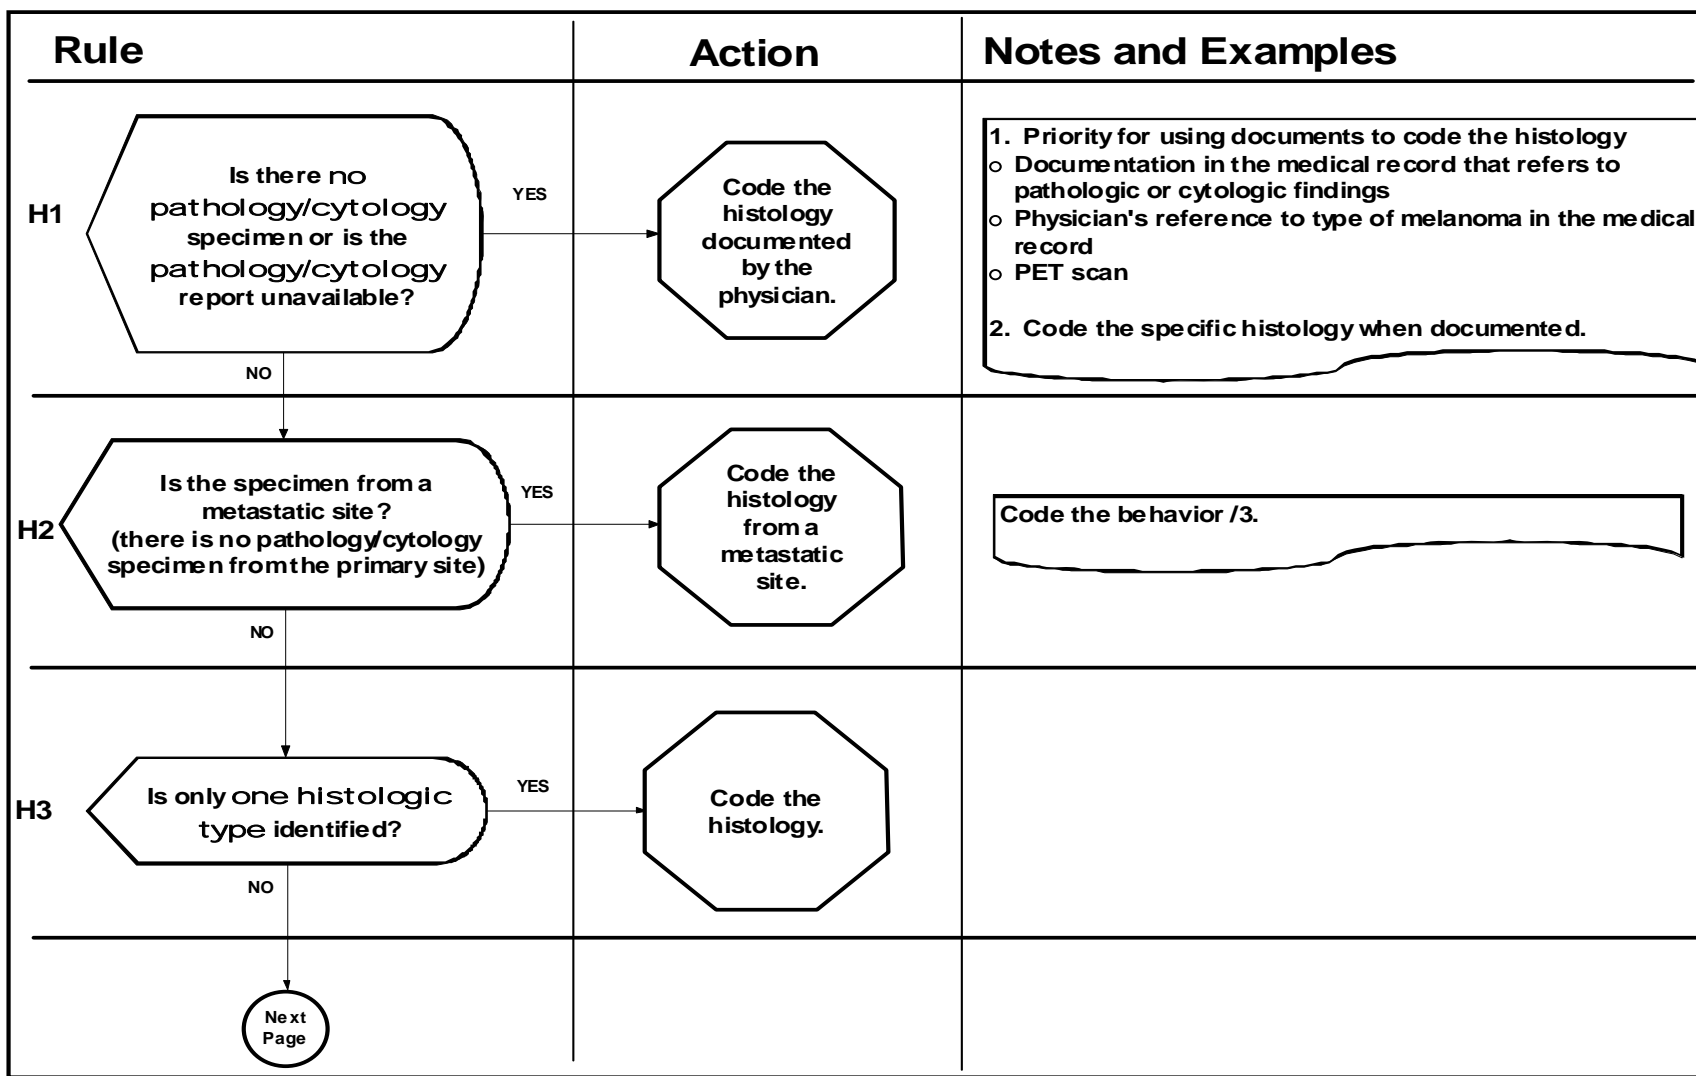 Rule
Action
Notes and Examples
H1
Is there no
pathology/cytology
specimen or is the
pathology/cytology
report unavailable?
YES
Code the
histology
documented
by the
physician.
1. Priority for using documents to code the histology
o Documentation in the medical record that refers to
pathologic or cytologic findings
o Physician's reference to type of melanoma in the medical
record
o PET scan
2. Code the specific histology when documented.
NO
H2
Is the specimen from a
metastatic site?
(there is no pathology/cytology
specimen from the primary site)
YES
Code the
histology
from a
metastatic
site.
Code the behavior /3.
NO
H3
Is only one histologic
type identified?
YES
Code the
histology.
NO
Next
Page